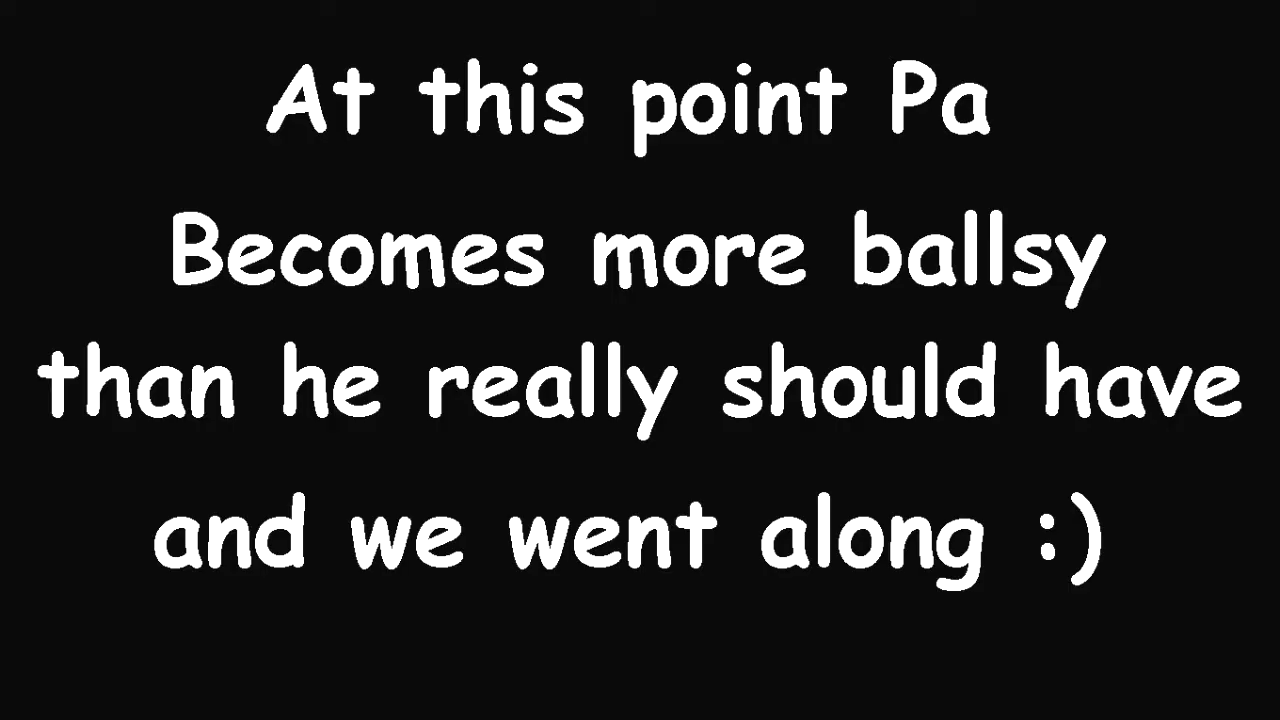 At this point Pa
Becomes more ballsy
than he really should have
and we went along :)